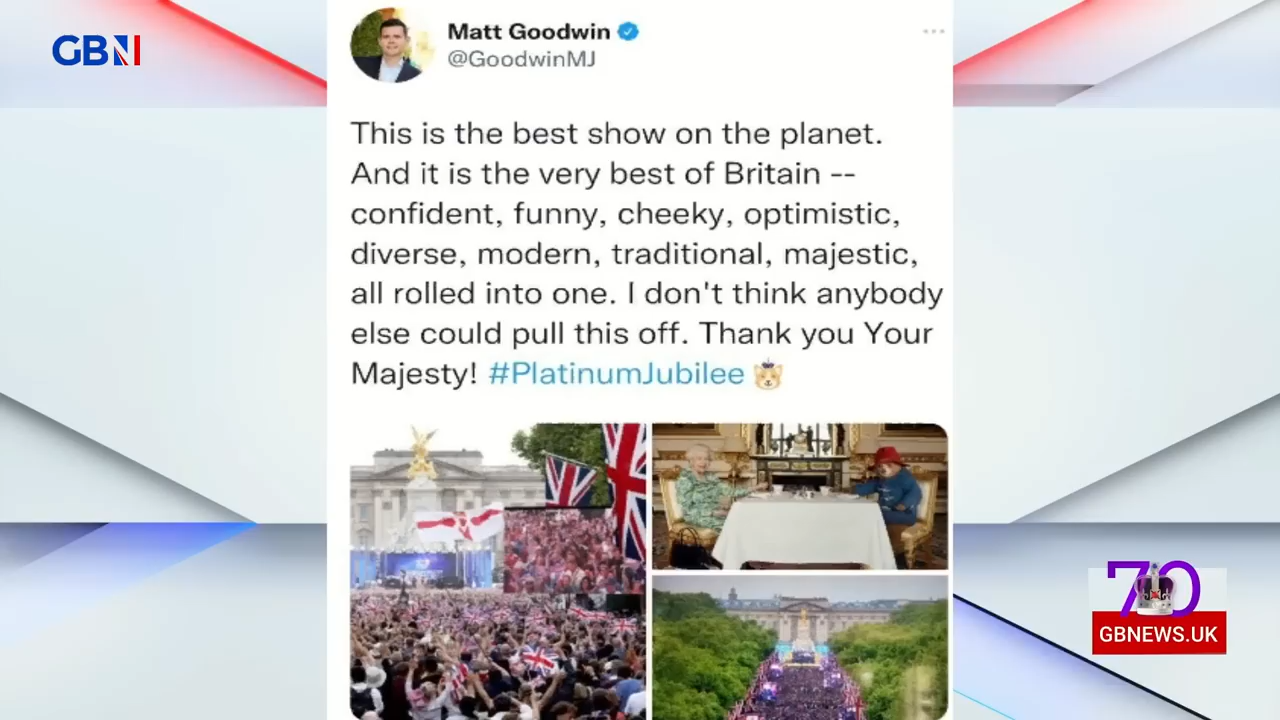 GBN
Matt Goodwin
@GoodwinMJ
This is the best show on the planet.
And it is the very best of Britain --
confident, funny, cheeky, optimistic,
diverse, modern, traditional, majestic,
all rolled into one. I don't think anybody
else could pull this off. Thank you Your
Majesty! #PlatinumJubilee
70
GBNEWS.UK